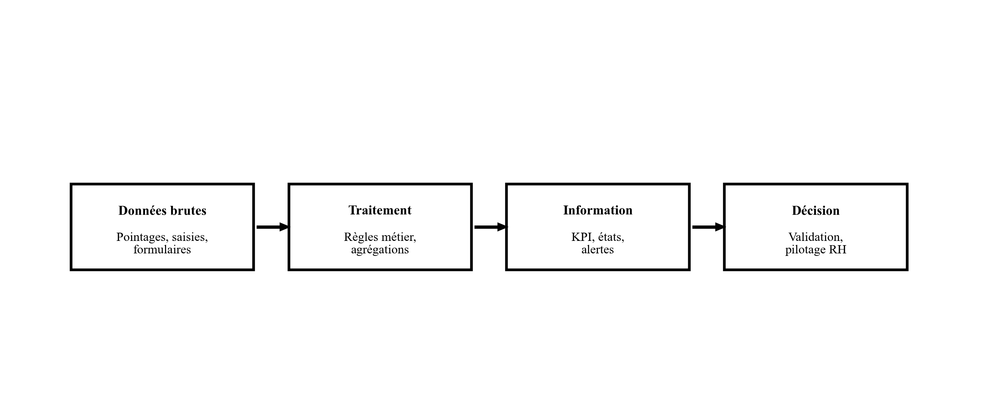 Données brutes
Pointages, saisies,
formulaires
Traitement
Règles métier,
agrégations
Information
KPI, états,
alertes
Décision
Validation,
pilotage RH